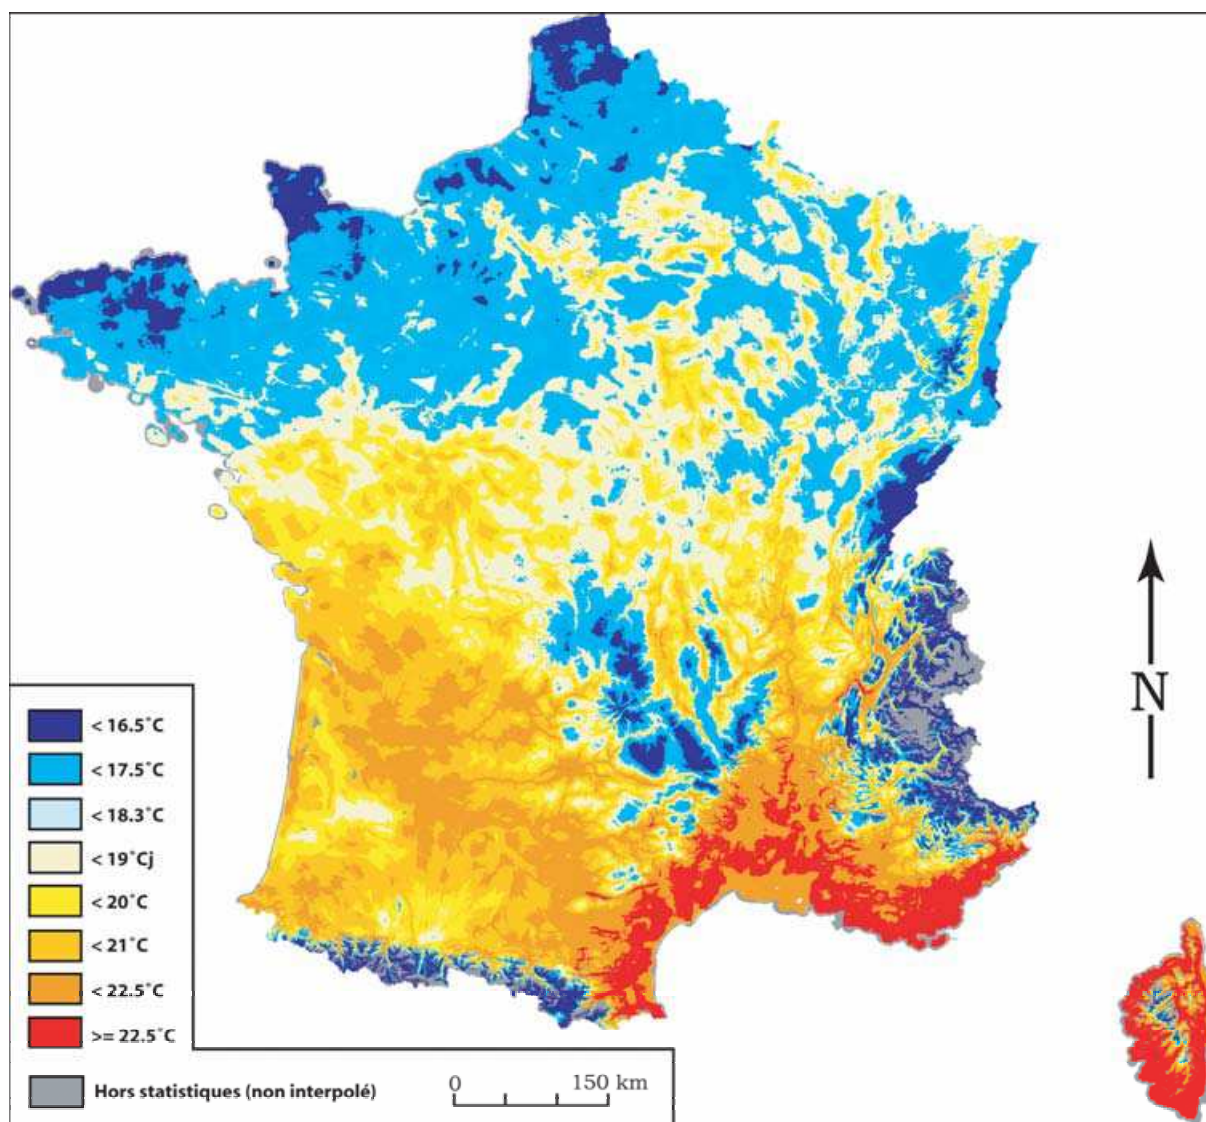 N
< 16.5°C
< 17.5°C
< 18.3°C
< 19°Cj
< 20°C
< 21°C
< 22.5°C
>= 22.5°C
Hors statistiques (non interpolé)
0 150 km